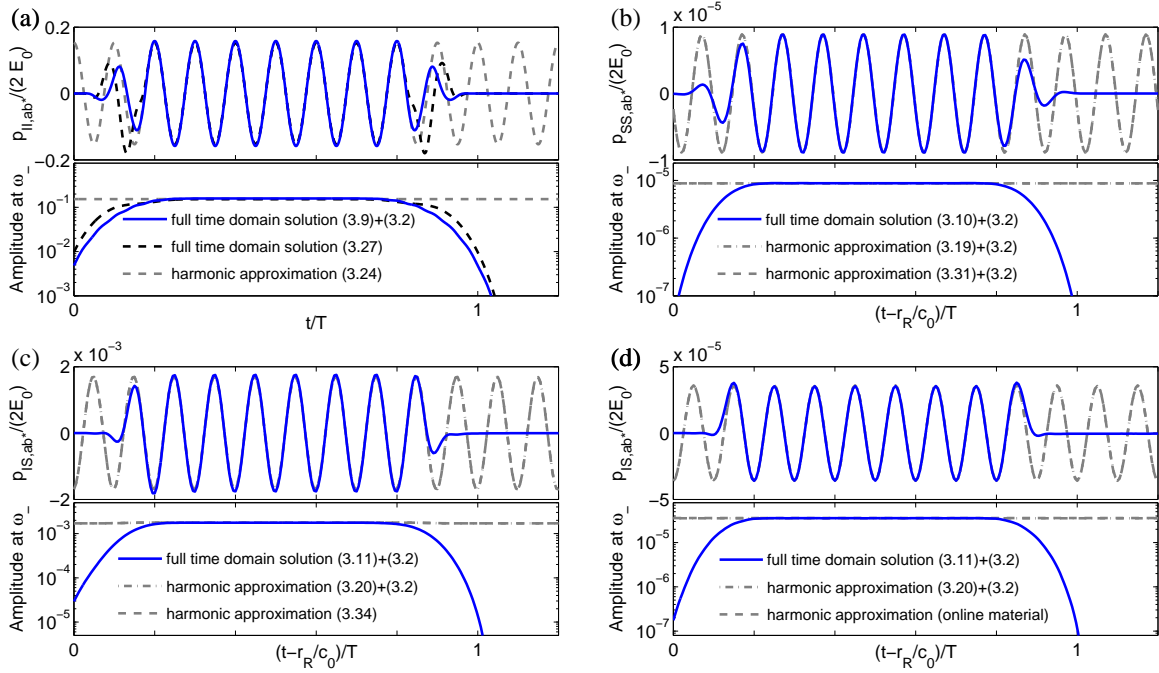 (a)
0.2
0
−0.2
p_II,ab*/(2 E_0)
10^−1
10^−2
10^−3
Amplitude at ω_−
full time domain solution (3.9)+(3.2)
full time domain solution (3.27)
harmonic approximation (3.24)
0
1
t/T
(b)
x 10^−5
1
0
−1
p_SS,ab*/(2E_0)
10^−5
10^−6
10^−7
Amplitude at ω_−
full time domain solution (3.10)+(3.2)
harmonic approximation (3.19)+(3.2)
harmonic approximation (3.31)+(3.2)
0
1
(t−r_R/c_0)/T
(c)
x 10^−3
2
0
−2
p_IS,ab*/(2E_0)
10^−3
10^−4
10^−5
Amplitude at ω_−
full time domain solution (3.11)+(3.2)
harmonic approximation (3.20)+(3.2)
harmonic approximation (3.34)
0
1
(t−r_R/c_0)/T
(d)
x 10^−5
5
0
−5
p_IS,ab*/(2E_0)
10^−5
10^−6
10^−7
Amplitude at ω_−
full time domain solution (3.11)+(3.2)
harmonic approximation (3.20)+(3.2)
harmonic approximation (online material)
0
1
(t−r_R/c_0)/T